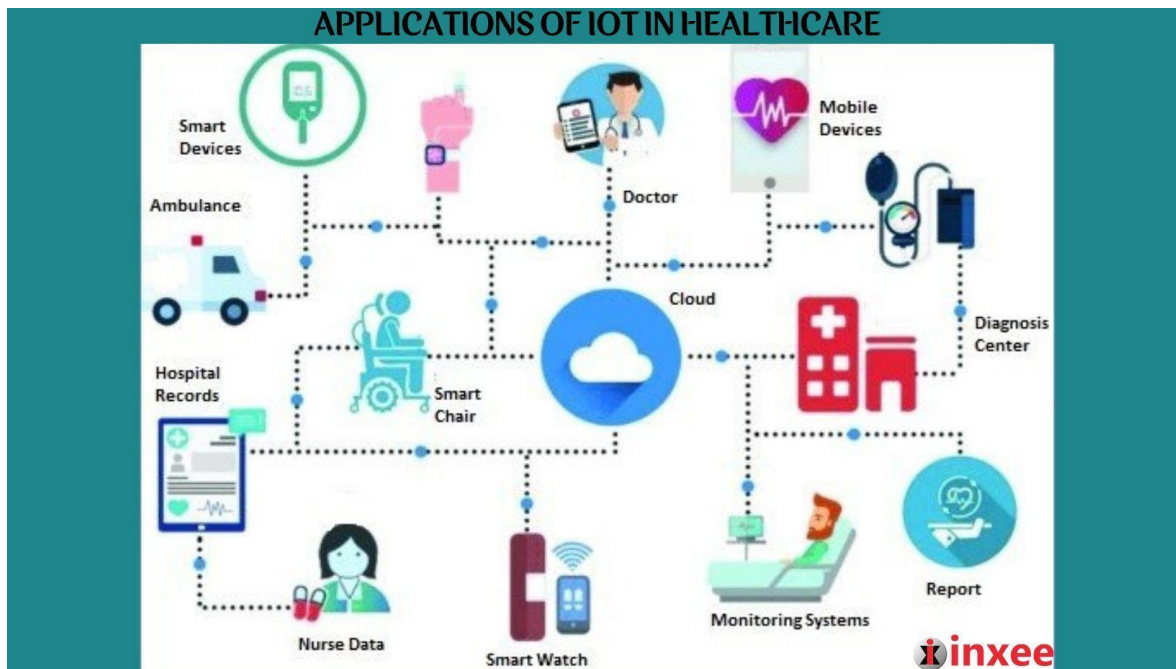 APPLICATIONS OF IOT IN HEALTHCARE
Smart
Devices
Mobile
Devices
Ambulance
Doctor
Cloud
Diagnosis
Center
Hospital
Records
Smart
Chair
Report
Monitoring Systems
Nurse Data
Smart Watch
inxee